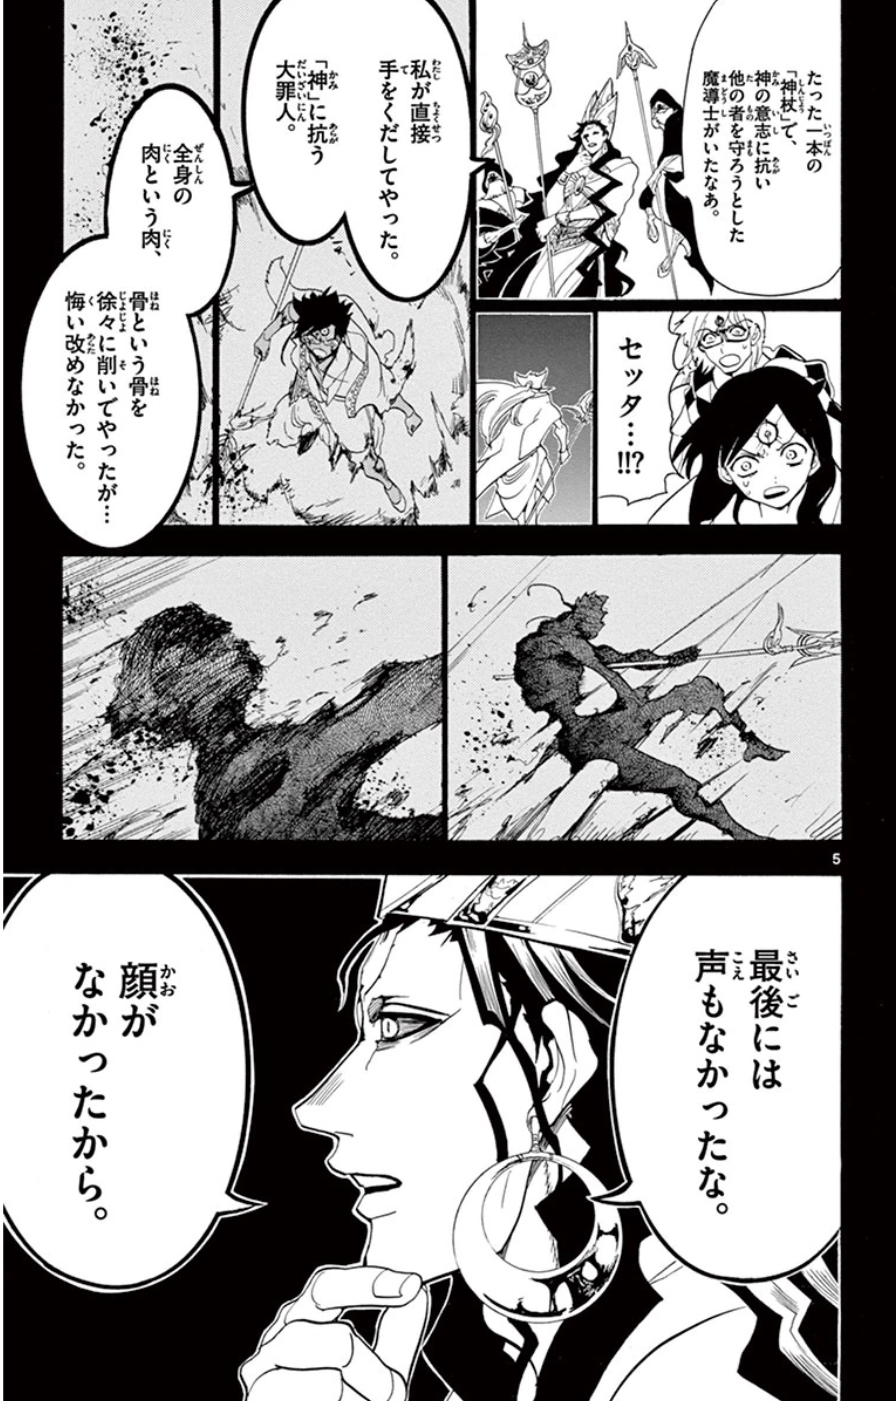 たった一本の
「神杖」で、
神の意志に抗い
他の者を守ろうとした
魔導士がいたなあ。
セッタ…!!?
私が直接
手をくだしてやった。
「神」に抗う
大罪人。
全身の
肉という肉、
骨という骨を
徐々に削いでやったが…
悔い改めなかった。
5
最後には
声もなかったな。
顔が
なかったから。